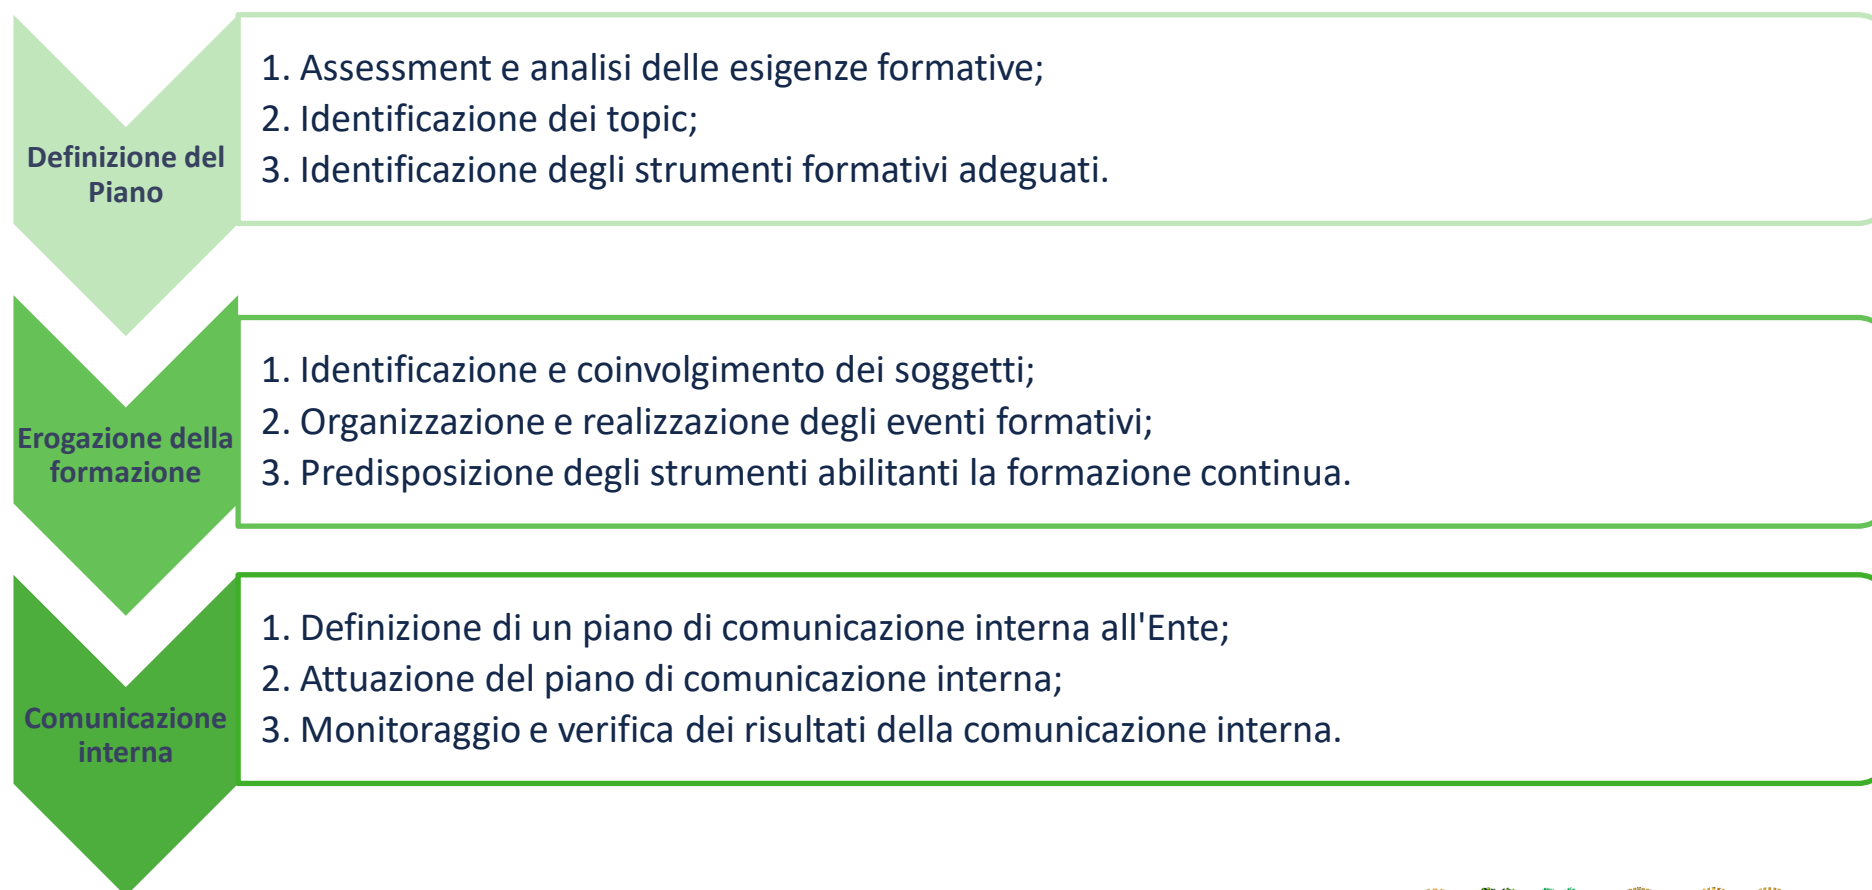 Definizione del
Piano
1. Assessment e analisi delle esigenze formative;
2. Identificazione dei topic;
3. Identificazione degli strumenti formativi adeguati.
Erogazione della
formazione
1. Identificazione e coinvolgimento dei soggetti;
2. Organizzazione e realizzazione degli eventi formativi;
3. Predisposizione degli strumenti abilitanti la formazione continua.
Comunicazione
interna
1. Definizione di un piano di comunicazione interna all'Ente;
2. Attuazione del piano di comunicazione interna;
3. Monitoraggio e verifica dei risultati della comunicazione interna.